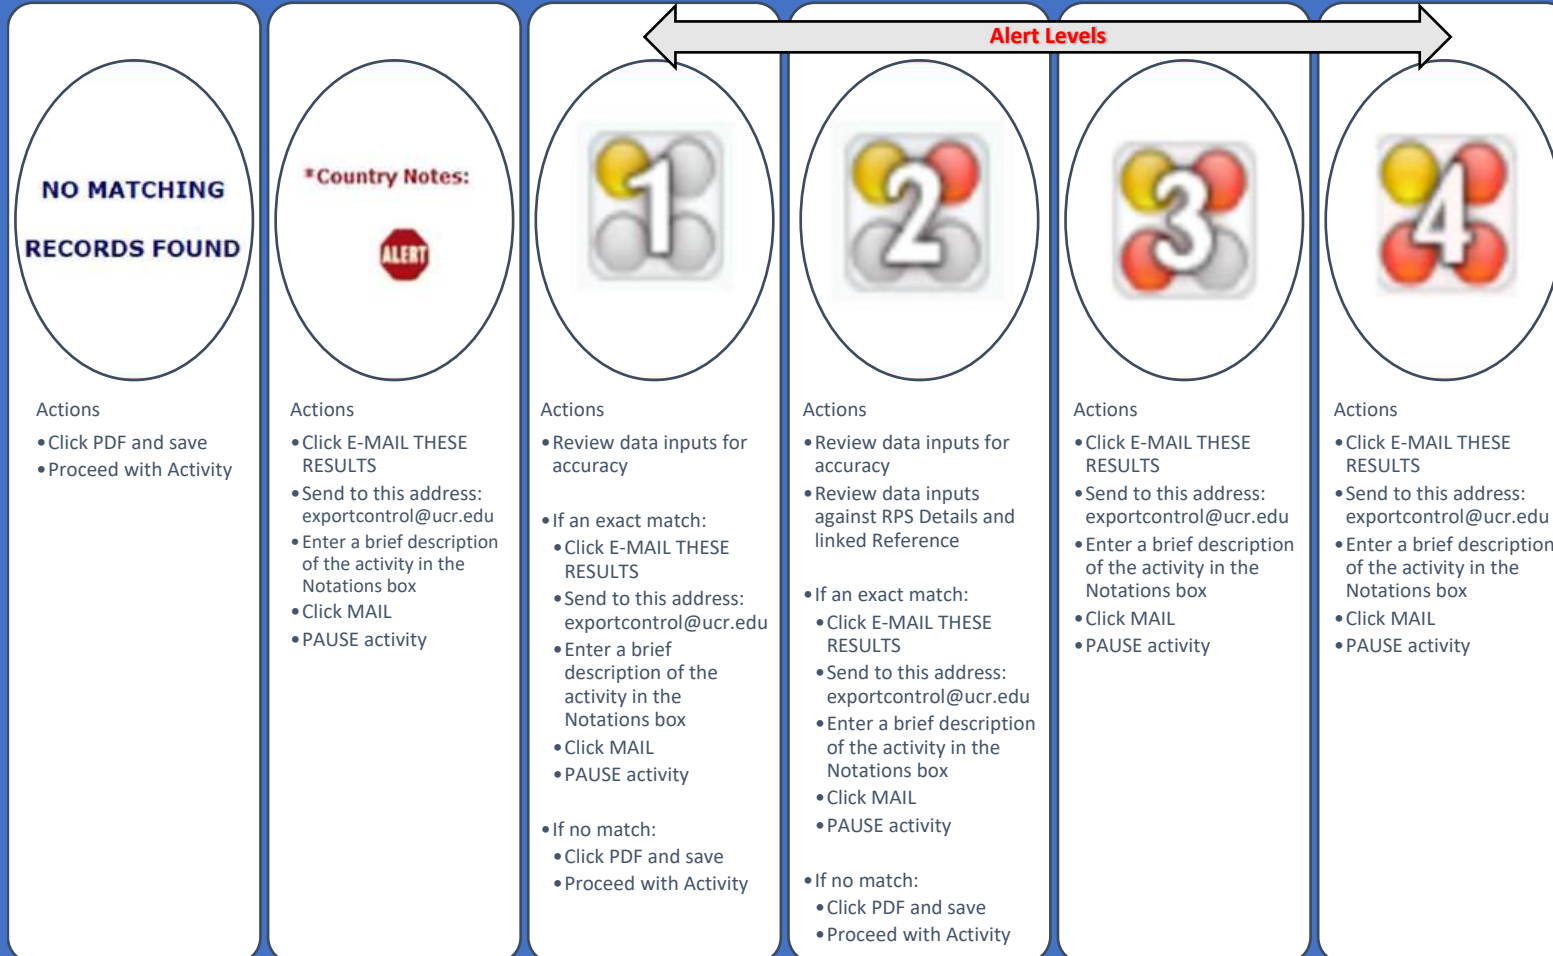 Alert Levels
NO MATCHING
RECORDS FOUND
Actions
•Click PDF and save
•Proceed with Activity
*Country Notes:
ALERT
Actions
•Click E-MAIL THESE
RESULTS
•Send to this address:
exportcontrol@ucr.edu
•Enter a brief description
of the activity in the
Notations box
•Click MAIL
•PAUSE activity
1
Actions
•Review data inputs for
accuracy
•If an exact match:
•Click E-MAIL THESE
RESULTS
•Send to this address:
exportcontrol@ucr.edu
•Enter a brief
description of the
activity in the
Notations box
•Click MAIL
•PAUSE activity
•If no match:
•Click PDF and save
•Proceed with Activity
2
Actions
•Review data inputs for
accuracy
•Review data inputs
against RPS Details and
linked Reference
•If an exact match:
•Click E-MAIL THESE
RESULTS
•Send to this address:
exportcontrol@ucr.edu
•Enter a brief description
of the activity in the
Notations box
•Click MAIL
•PAUSE activity
•If no match:
•Click PDF and save
•Proceed with Activity
3
Actions
•Click E-MAIL THESE
RESULTS
•Send to this address:
exportcontrol@ucr.edu
•Enter a brief description
of the activity in the
Notations box
•Click MAIL
•PAUSE activity
4
Actions
•Click E-MAIL THESE
RESULTS
•Send to this address:
exportcontrol@ucr.edu
•Enter a brief description
of the activity in the
Notations box
•Click MAIL
•PAUSE activity